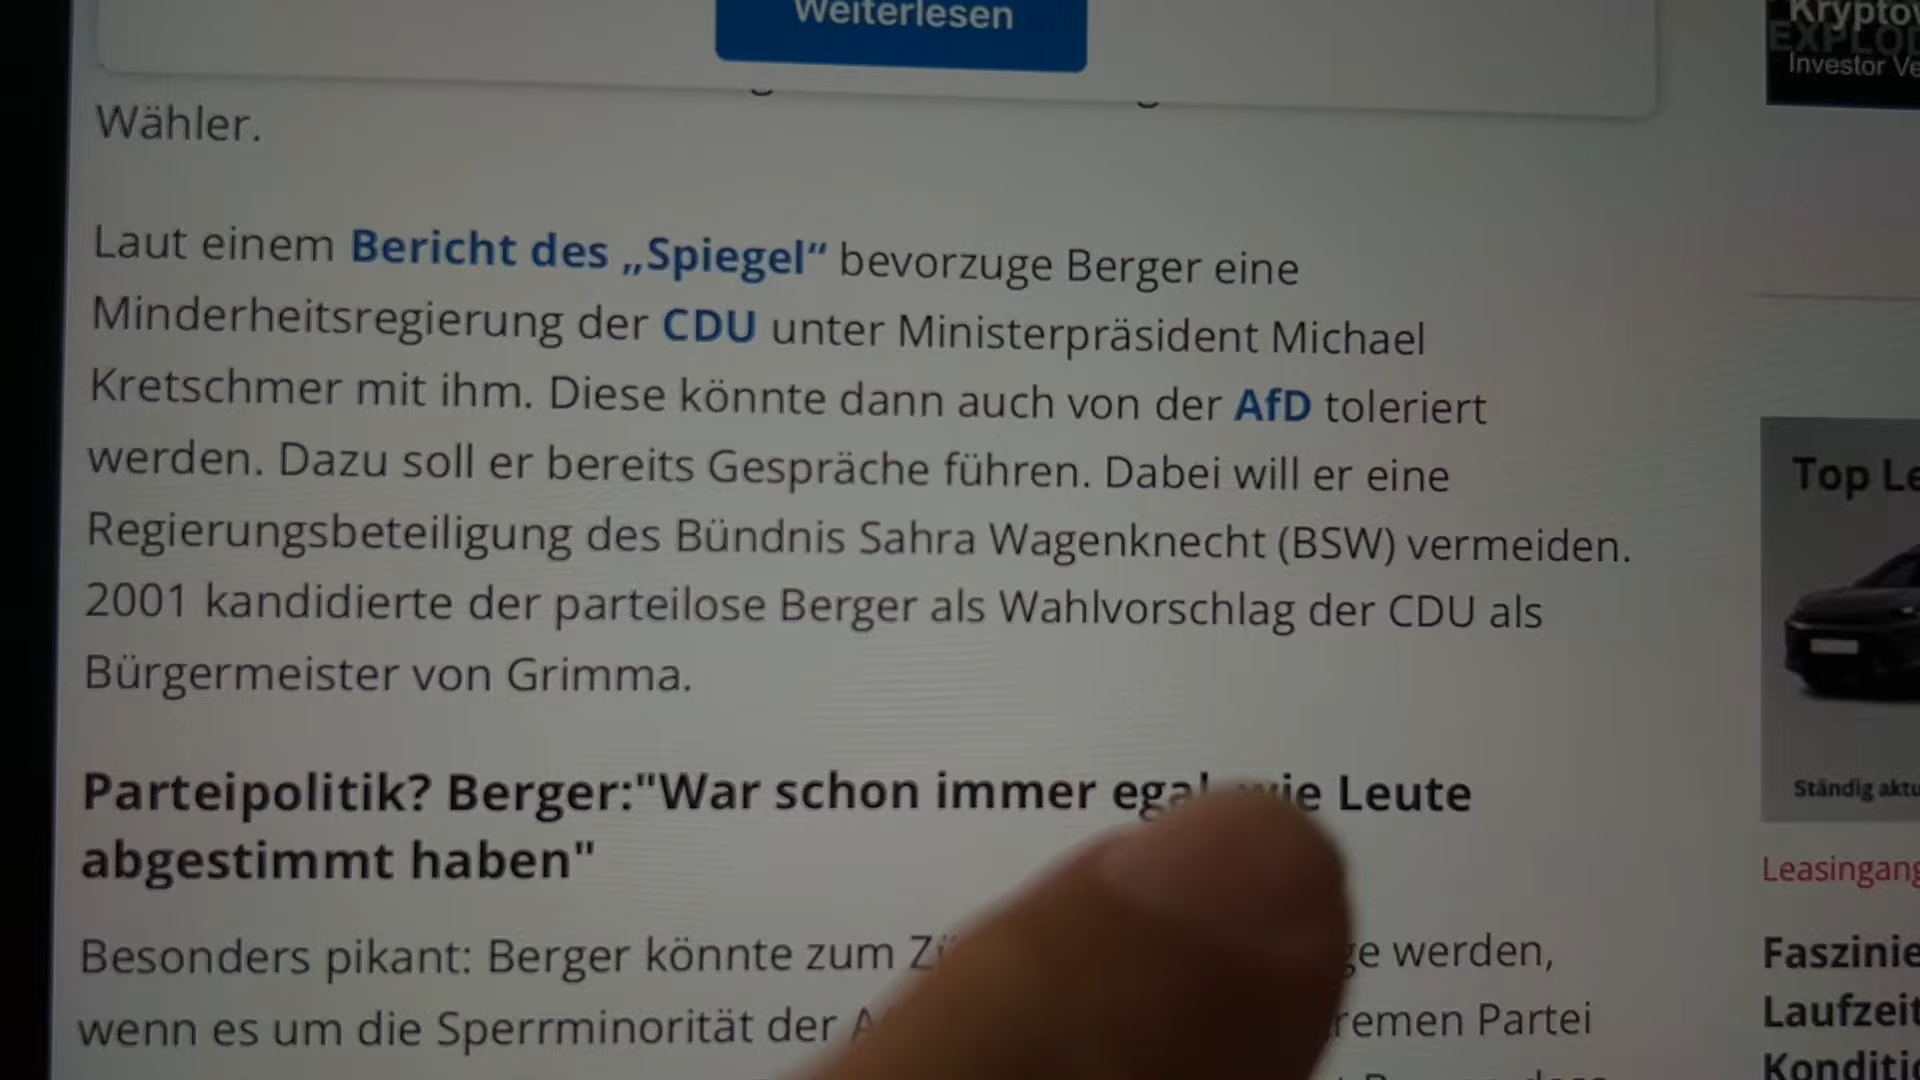 Weiterlesen
Wähler.
Laut einem Bericht des „Spiegel“ bevorzuge Berger eine
Minderheitsregierung der CDU unter Ministerpräsident Michael
Kretschmer mit ihm. Diese könnte dann auch von der AfD toleriert
werden. Dazu soll er bereits Gespräche führen. Dabei will er eine
Regierungsbeteiligung des Bündnis Sahra Wagenknecht (BSW) vermeiden.
2001 kandidierte der parteilose Berger als Wahlvorschlag der CDU als
Bürgermeister von Grimma.
Parteipolitik? Berger:"War schon immer egal wie Leute
abgestimmt haben"
Besonders pikant: Berger könnte zum werden,
wenn es um die Sperrminorität der Partei
Investor
Top
Ständig